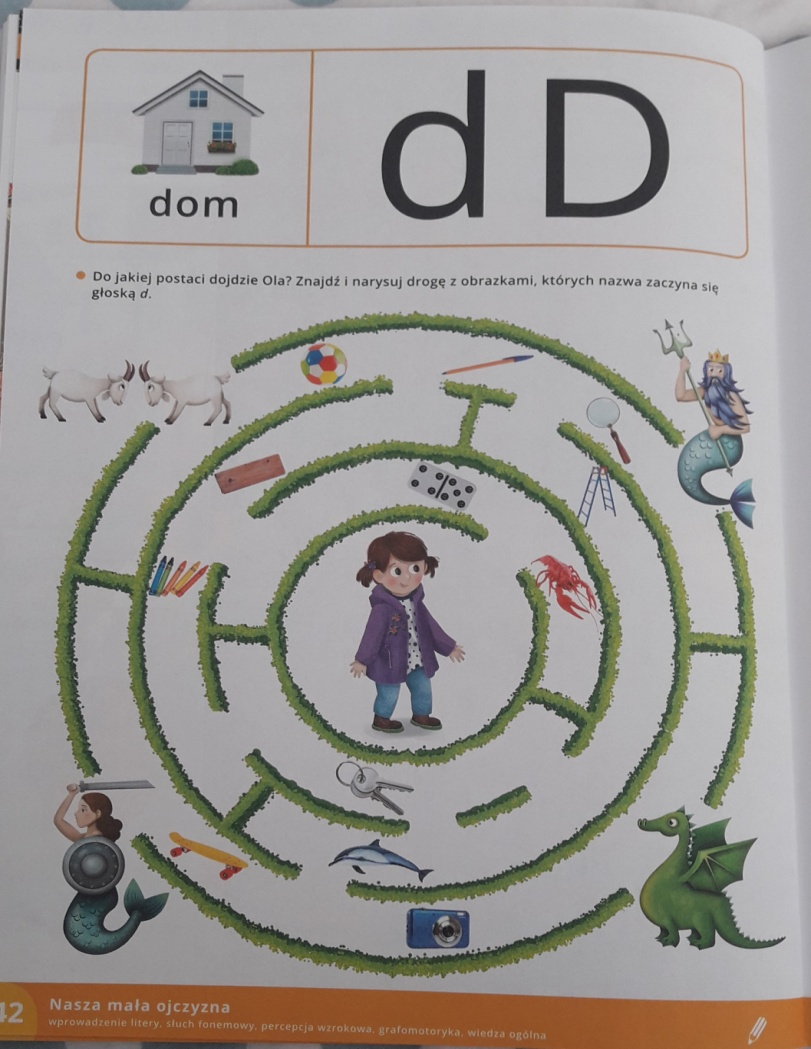 d D
dom
Do jakiej postaci dojdzie Ola? Znajdź i narysuj drogę z obrazkami, których nazwa zaczyna się
głoską d.
42
Nasza mała ojczyzna
wprowadzenie litery, słuch fonemowy, percepcja wzrokowa, grafomotoryka, wiedza ogólna